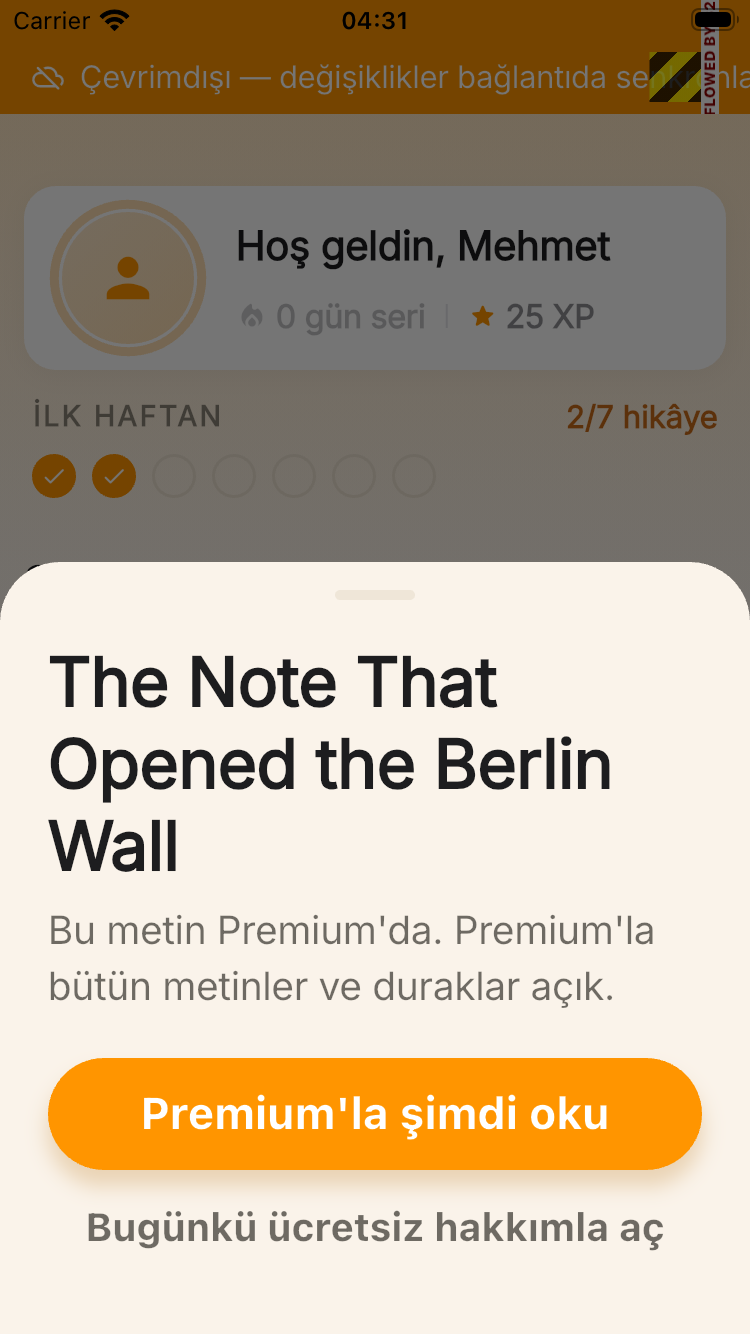 Carrier 04:31
Çevrimdışı — değişiklikler bağlantıda
FLOWED BY
Hoş geldin, Mehmet
0 gün seri 25 XP
İLK HAFTAN 2/7 hikâye
The Note That
Opened the Berlin
Wall
Bu metin Premium'da. Premium'la
bütün metinler ve duraklar açık.
Premium'la şimdi oku
Bugünkü ücretsiz hakkımla aç